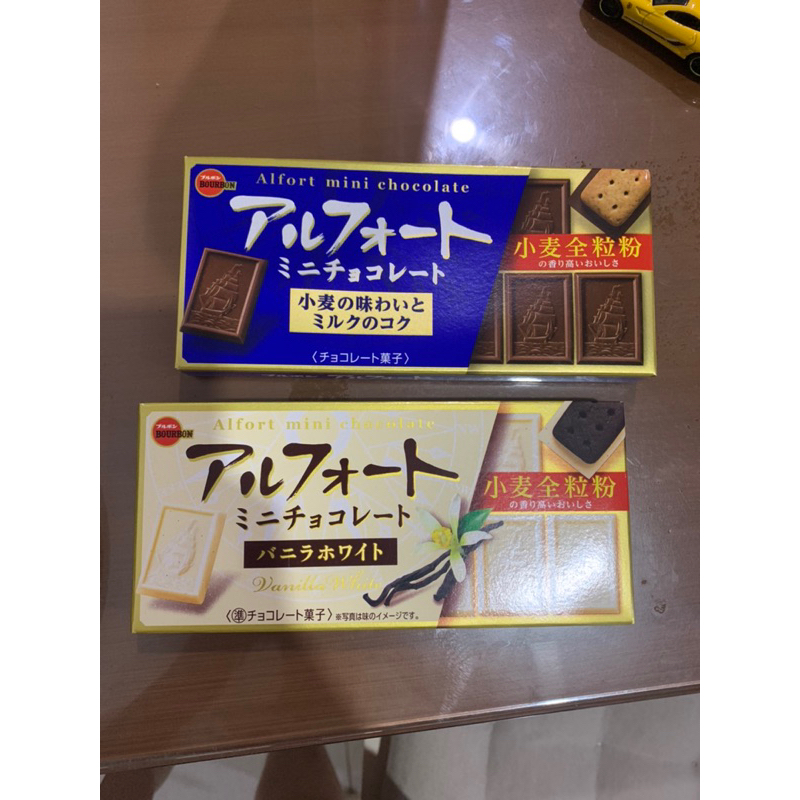 ブルボン
BOURBON
Alfort mini chocolate
アルフォート
ミニチョコレート
小麦の味わいと
ミルクのコク
〈チョコレート菓子〉
小麦全粒粉
の香り高いおいしさ
ブルボン
BOURBON
Alfort mini chocolate
アルフォート
ミニチョコレート
バニラホワイト
Vanilla White
〈準チョコレート菓子〉※写真は味のイメージです。
小麦全粒粉
の香り高いおいしさ